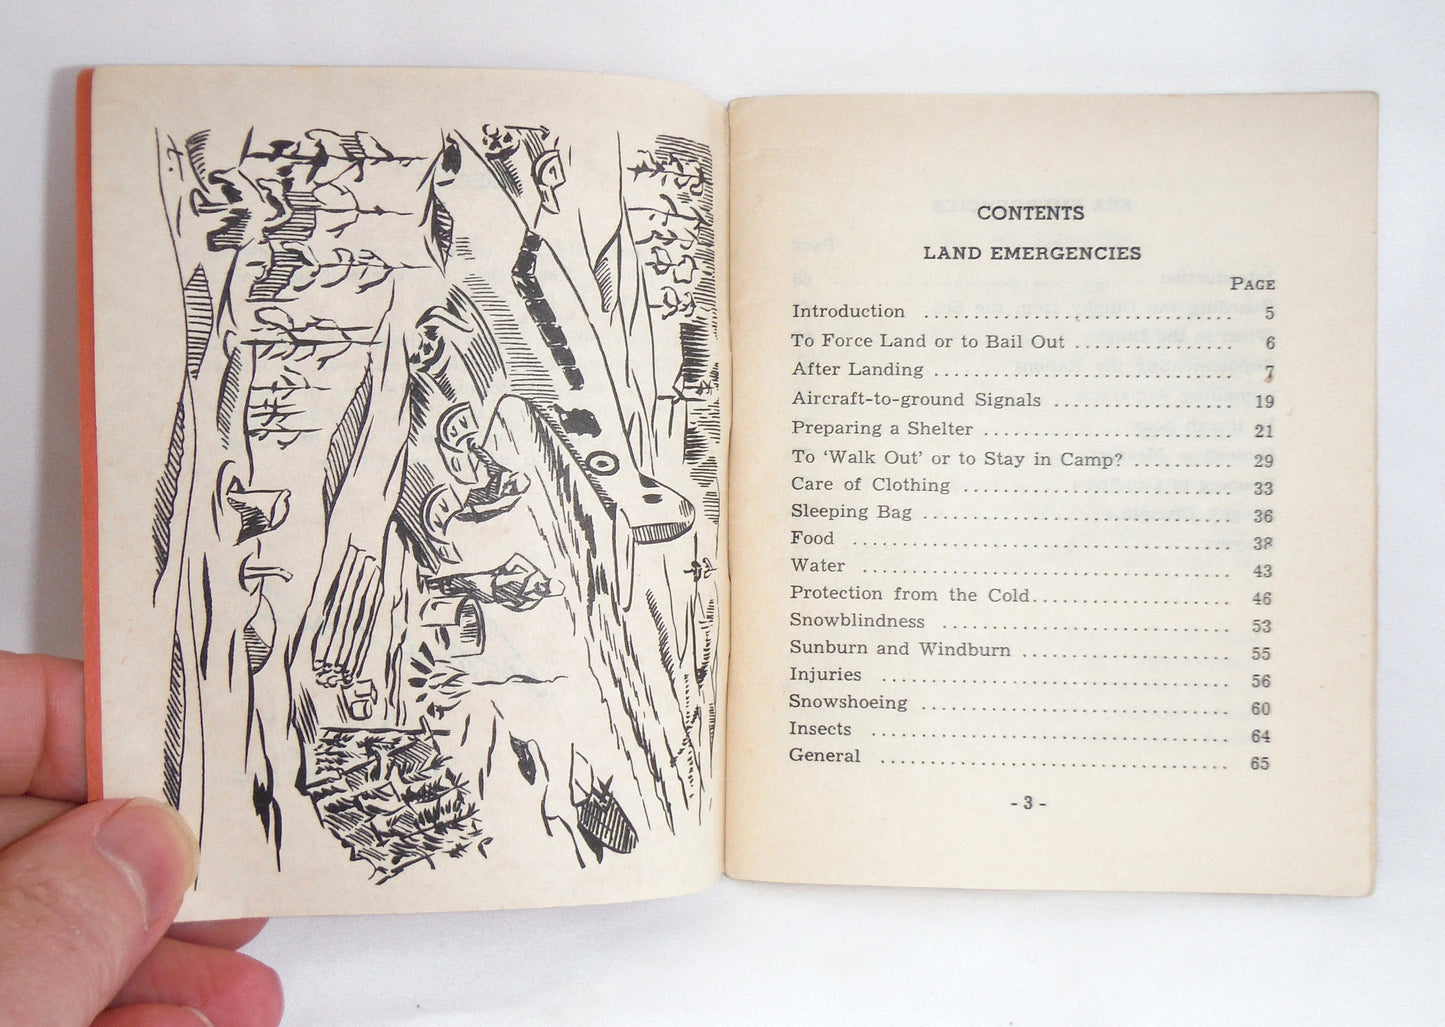 CONTENTS
LAND EMERGENCIES
PAGE
Introduction .......................... 5
To Force Land or to Bail Out .............. 6
After Landing .......................... 7
Aircraft-to-ground Signals ................ 19
Preparing a Shelter ...................... 21
To ‘Walk Out’ or to Stay in Camp? ......... 29
Care of Clothing ........................ 33
Sleeping Bag ........................... 36
Food .................................. 38
Water ................................. 43
Protection from the Cold................. 46
Snowblindness ......................... 53
Sunburn and Windburn .................. 55
Injuries ............................... 56
Snowshoeing ........................... 60
Insects ................................ 64
General ............................... 65
- 3 -